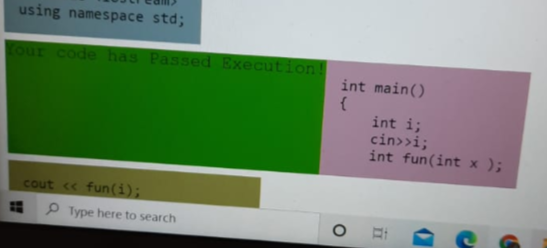 using namespace std;
Your code has Passed Execution!
int main()
{
int i;
cin>>i;
int fun(int x );
cout << fun(i);
Type here to search